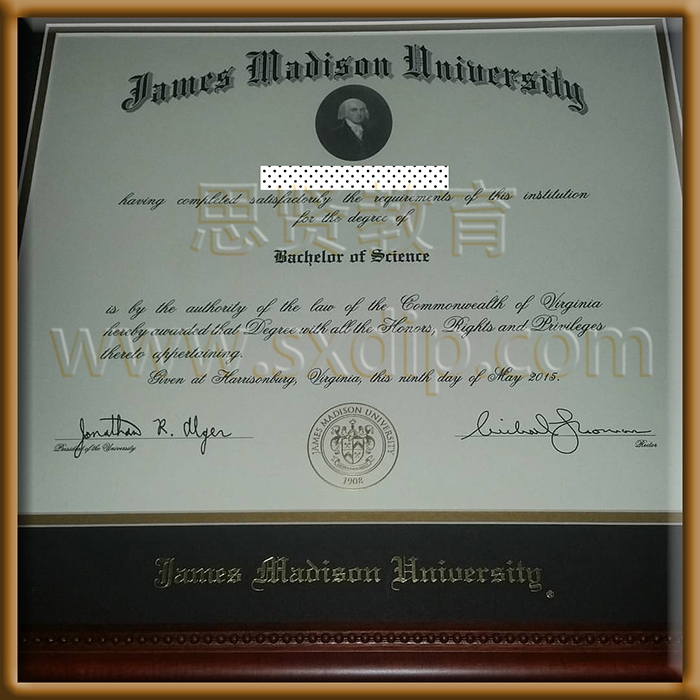 James Madison University
having completed satisfactorily the requirements of this institution
思贤教育
for the degree of
Bachelor of Science
is by the authority of the law of the Commonwealth of Virginia
hereby awarded that Degree with all the Honors, Rights and Privileges
www.sxdip.com
thereto appertaining.
Given at Harrisonburg, Virginia, this ninth day of May 2015.
Jonathan R. Alger
President of the University
Rector
JAMES MADISON UNIVERSITY
1908
James Madison University